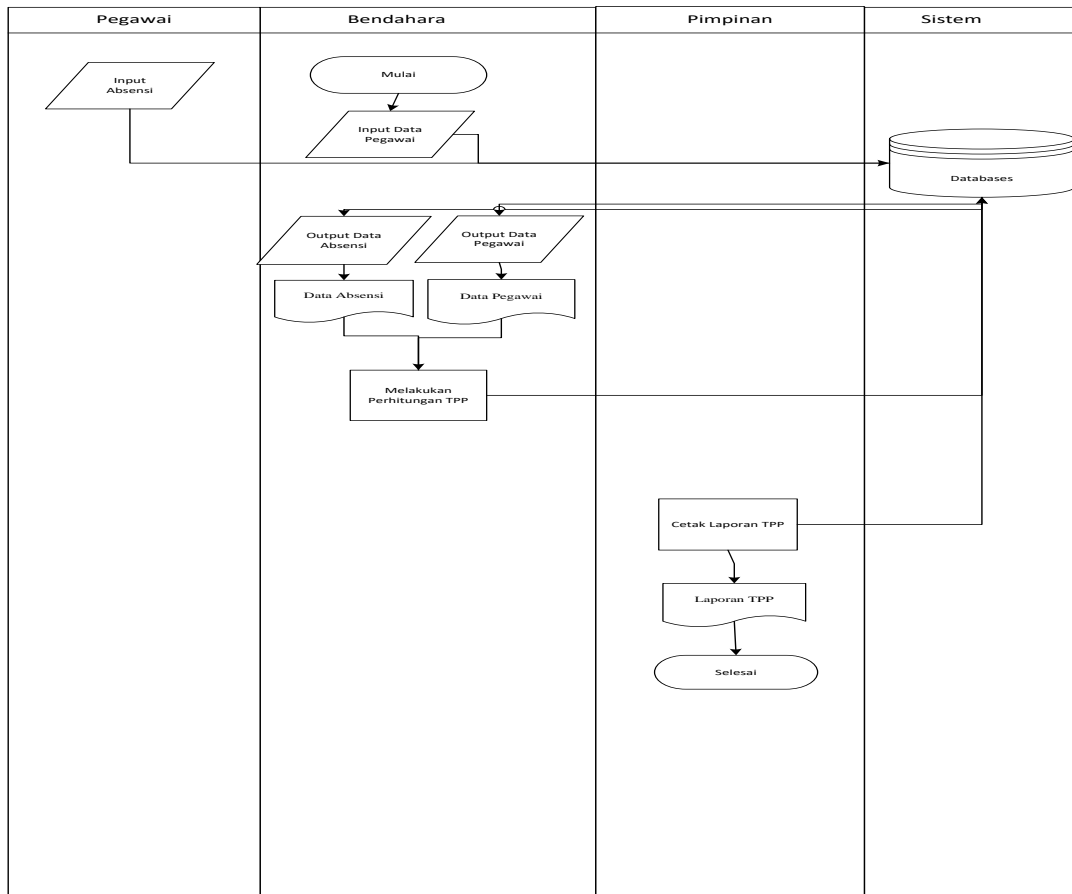 Pegawai
Bendahara
Pimpinan
Sistem
Input
Absensi
Mulai
Input Data
Pegawai
Databases
Output Data
Absensi
Output Data
Pegawai
Data Absensi
Data Pegawai
Melakukan
Perhitungan TPP
Cetak Laporan TPP
Laporan TPP
Selesai